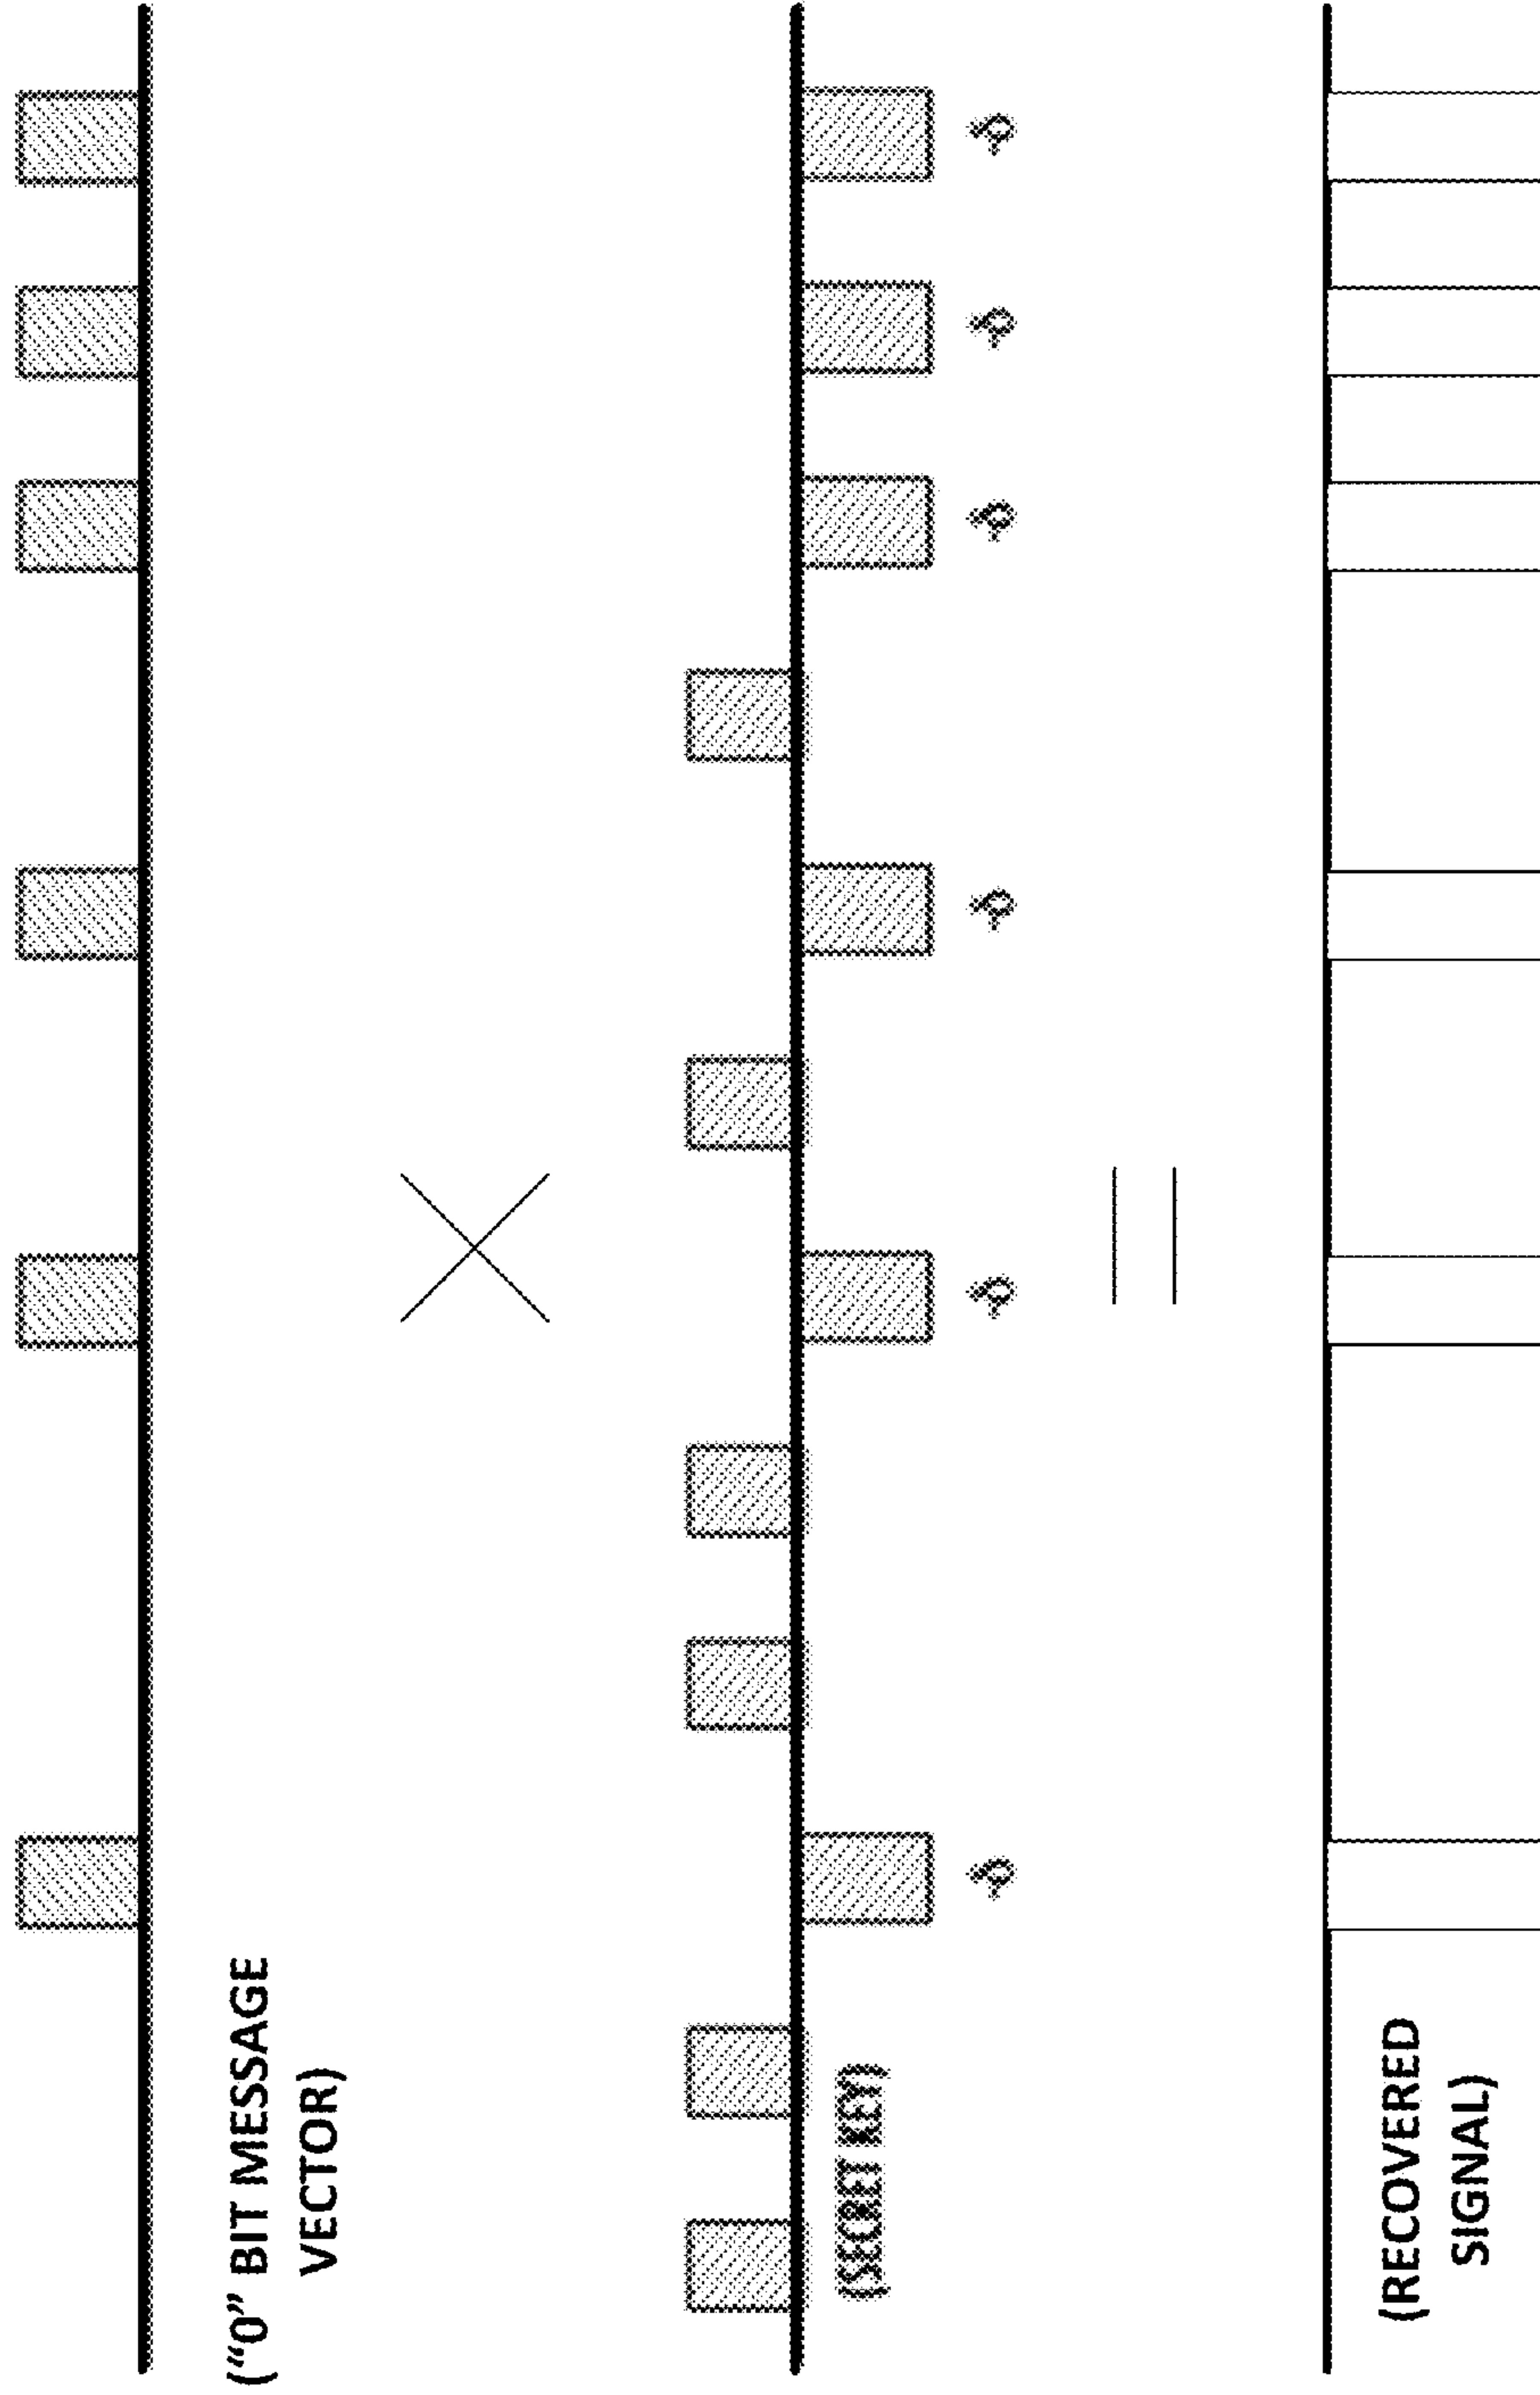 (“0” BIT MESSAGE
VECTOR)
(SECRET KEY)
(RECOVERED
SIGNAL)